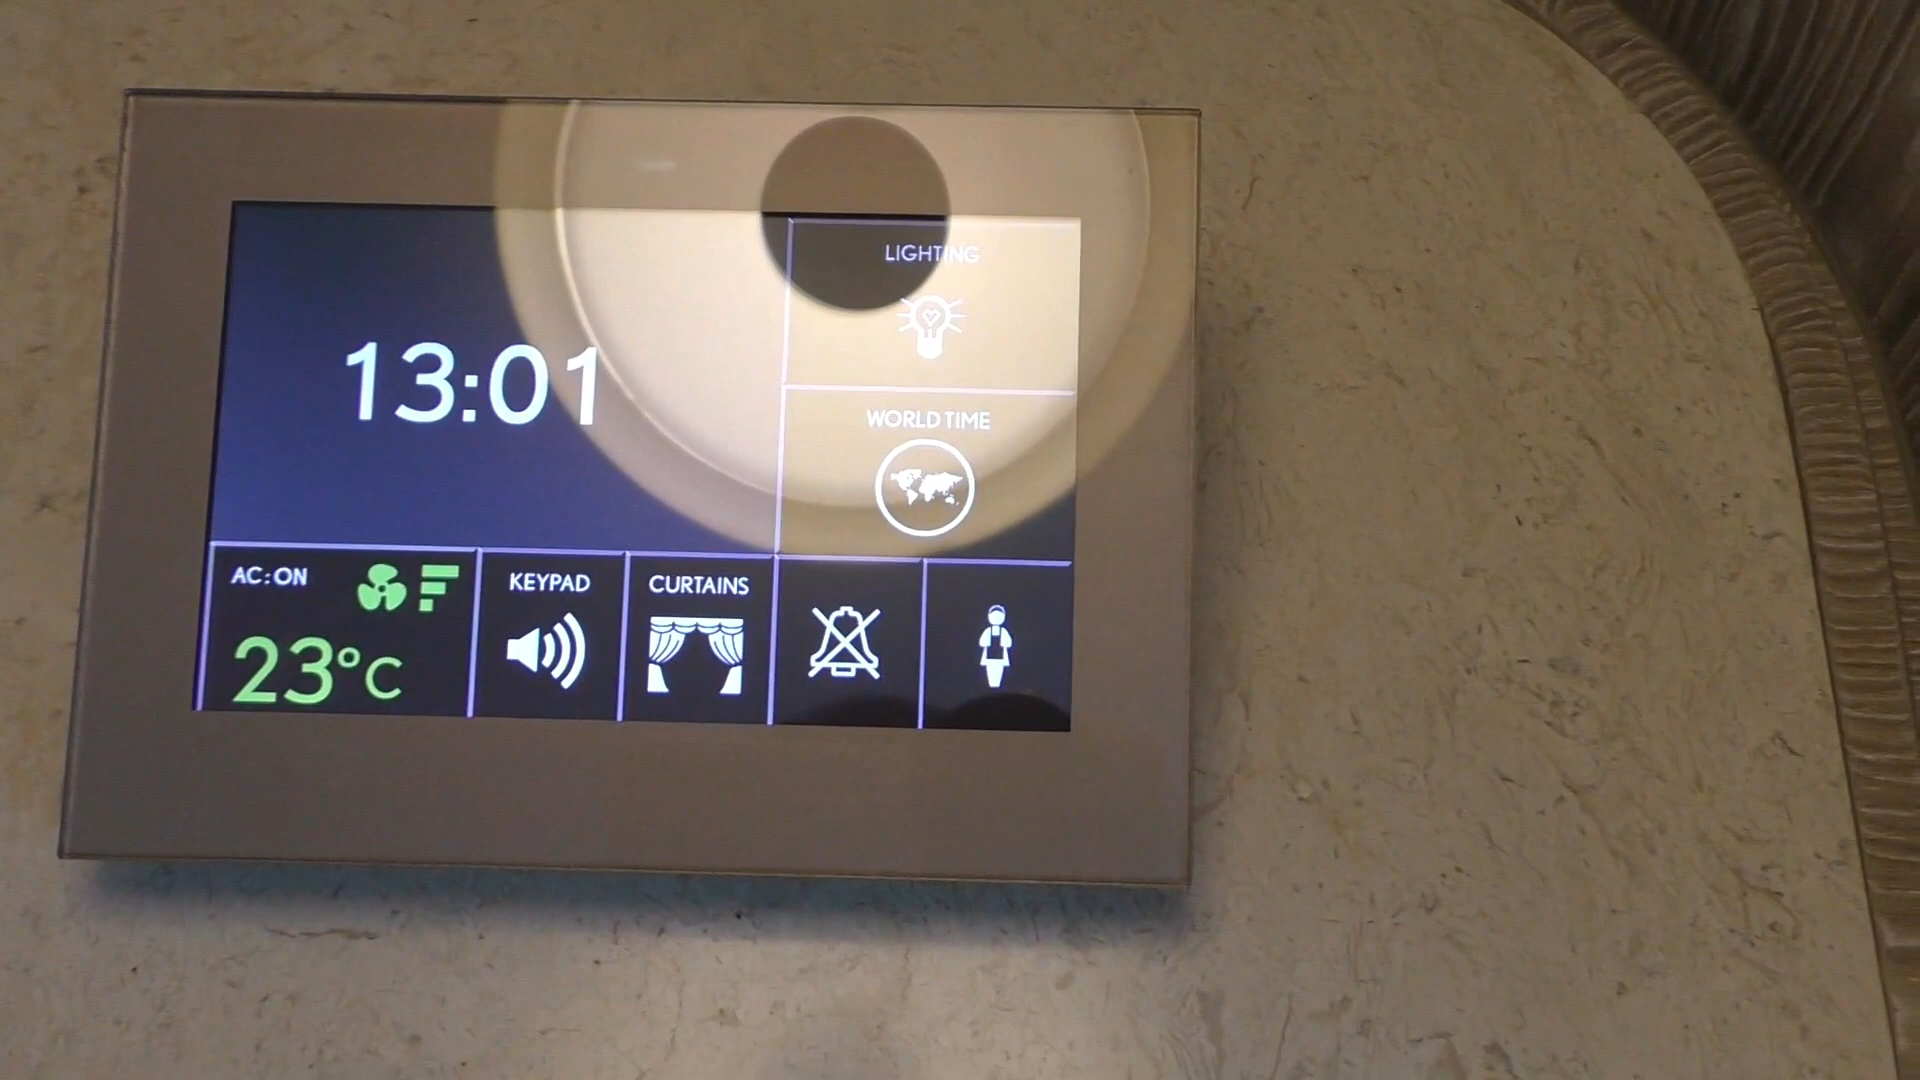 13:01
LIGHTING
WORLD TIME
AC:ON
23°C
KEYPAD
CURTAINS